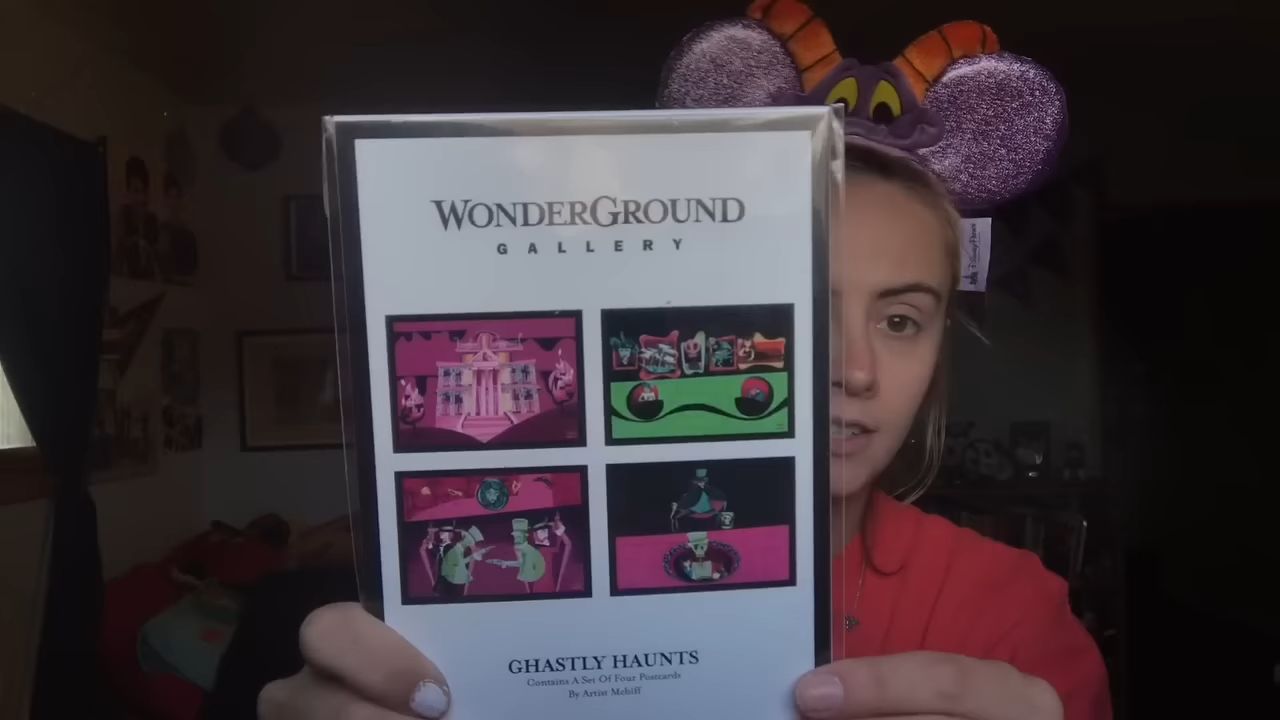 WONDERGROUND
GALLERY
GHASTLY HAUNTS
Contains A Set Of Four Postcards
By Artist Mcbiff